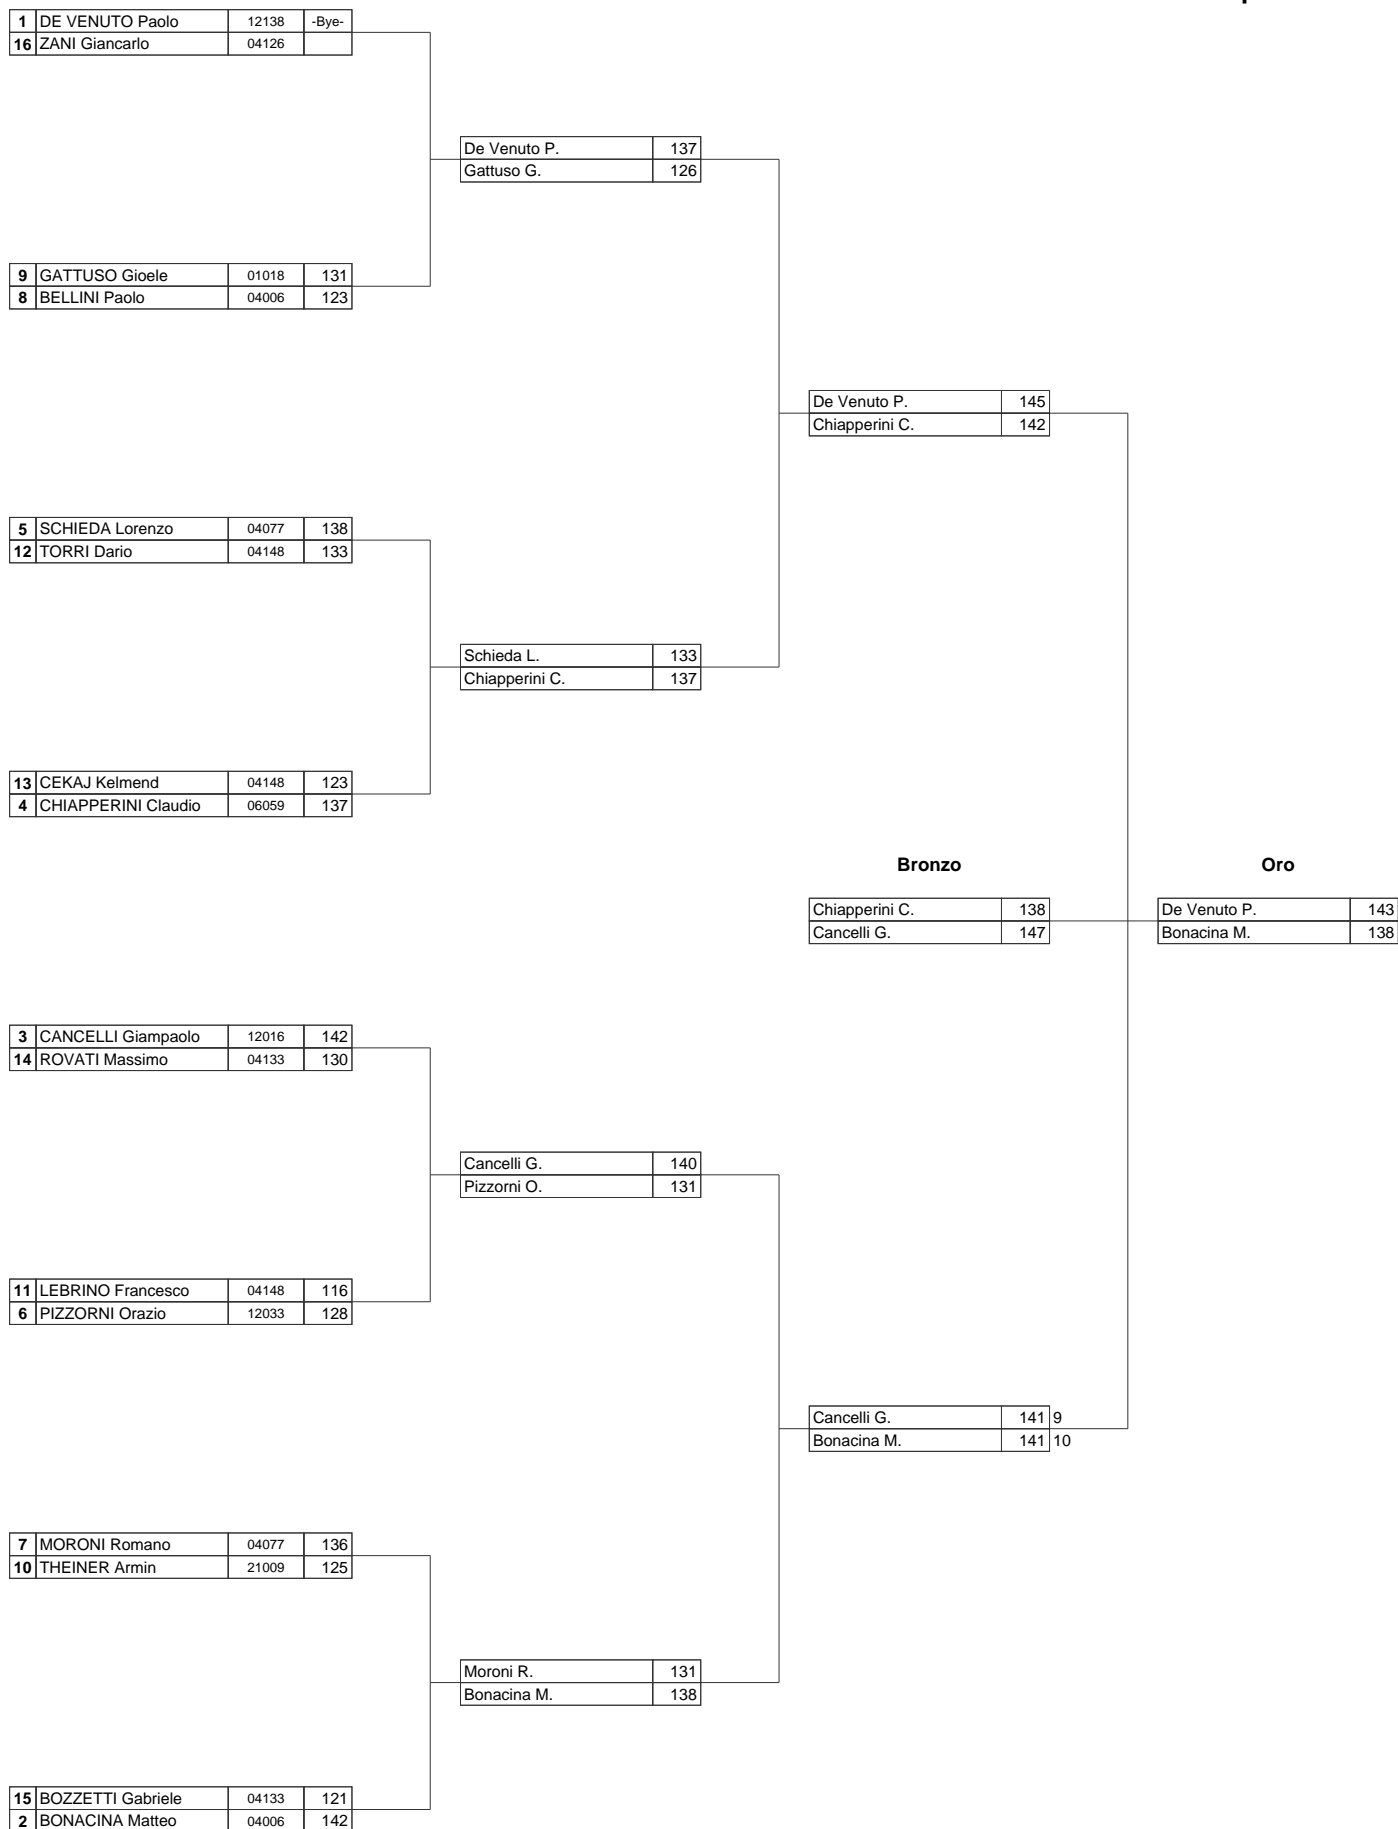 1 DE VENUTO Paolo 12138 -Bye-
16 ZANI Giancarlo 04126
De Venuto P. 137
Gattuso G. 126
9 GATTUSO Gioele 01018 131
8 BELLINI Paolo 04006 123
De Venuto P. 145
Chiapperini C. 142
5 SCHIEDA Lorenzo 04077 138
12 TORRI Dario 04148 133
Schieda L. 133
Chiapperini C. 137
13 CEKAJ Kelmend 04148 123
4 CHIAPPERINI Claudio 06059 137
Bronzo Oro
Chiapperini C. 138 De Venuto P. 143
Cancelli G. 147 Bonacina M. 138
3 CANCELLI Giampaolo 12016 142
14 ROVATI Massimo 04133 130
Cancelli G. 140
Pizzorni O. 131
11 LEBRINO Francesco 04148 116
6 PIZZORNI Orazio 12033 128
Cancelli G. 141 9
Bonacina M. 141 10
7 MORONI Romano 04077 136
10 THEINER Armin 21009 125
Moroni R. 131
Bonacina M. 138
15 BOZZETTI Gabriele 04133 121
2 BONACINA Matteo 04006 142